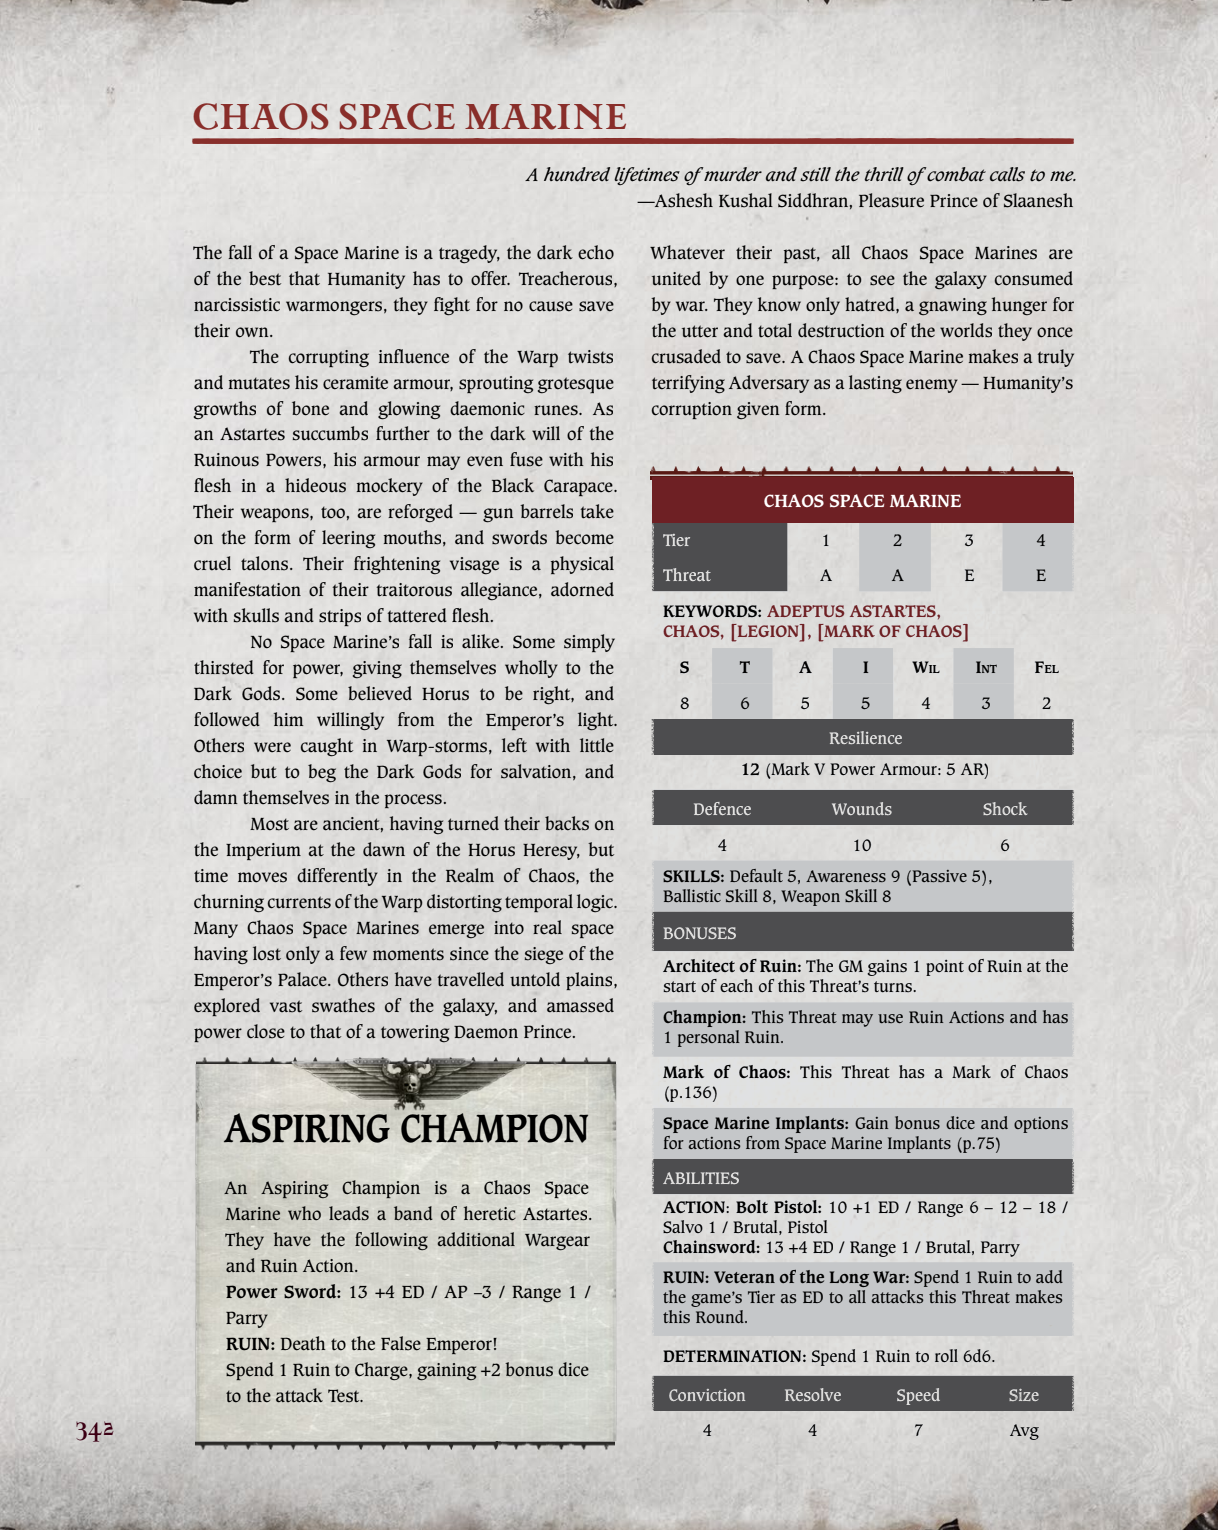 CHAOS SPACE MARINE
A hundred lifetimes of murder and still the thrill of combat calls to me.
—Ashesh Kushal Siddhran, Pleasure Prince of Slaanesh
The fall of a Space Marine is a tragedy, the dark echo
of the best that Humanity has to offer. Treacherous,
narcissistic warmongers, they fight for no cause save
their own.
The corrupting influence of the Warp twists
and mutates his ceramite armour, sprouting grotesque
growths of bone and glowing daemonic runes. As
an Astartes succumbs further to the dark will of the
Ruinous Powers, his armour may even fuse with his
flesh in a hideous mockery of the Black Carapace.
Their weapons, too, are reforged — gun barrels take
on the form of leering mouths, and swords become
cruel talons. Their frightening visage is a physical
manifestation of their traitorous allegiance, adorned
with skulls and strips of tattered flesh.
No Space Marine's fall is alike. Some simply
thirsted for power, giving themselves wholly to the
Dark Gods. Some believed Horus to be right, and
followed him willingly from the Emperor's light.
Others were caught in Warp-storms, left with little
choice but to beg the Dark Gods for salvation, and
damn themselves in the process.
Most are ancient, having turned their backs on
the Imperium at the dawn of the Horus Heresy, but
time moves differently in the Realm of Chaos, the
churning currents of the Warp distorting temporal logic.
Many Chaos Space Marines emerge into real space
having lost only a few moments since the siege of the
Emperor's Palace. Others have travelled untold plains,
explored vast swathes of the galaxy, and amassed
power close to that of a towering Daemon Prince.
ASPIRING CHAMPION
An Aspiring Champion is a Chaos Space
Marine who leads a band of heretic Astartes.
They have the following additional Wargear
and Ruin Action.
Power Sword: 13 +4 ED / AP –3 / Range 1 /
Parry
RUIN: Death to the False Emperor!
Spend 1 Ruin to Charge, gaining +2 bonus dice
to the attack Test.
Whatever their past, all Chaos Space Marines are
united by one purpose: to see the galaxy consumed
by war. They know only hatred, a gnawing hunger for
the utter and total destruction of the worlds they once
crusaded to save. A Chaos Space Marine makes a truly
terrifying Adversary as a lasting enemy — Humanity's
corruption given form.
CHAOS SPACE MARINE
Tier 1 2 3 4
Threat A A E E
KEYWORDS: ADEPTUS ASTARTES,
CHAOS, [LEGION], [MARK OF CHAOS]
S T A I WIL INT FEL
8 6 5 5 4 3 2
Resilience
12 (Mark V Power Armour: 5 AR)
Defence Wounds Shock
4 10 6
SKILLS: Default 5, Awareness 9 (Passive 5),
Ballistic Skill 8, Weapon Skill 8
BONUSES
Architect of Ruin: The GM gains 1 point of Ruin at the
start of each of this Threat's turns.
Champion: This Threat may use Ruin Actions and has
1 personal Ruin.
Mark of Chaos: This Threat has a Mark of Chaos
(p.136)
Space Marine Implants: Gain bonus dice and options
for actions from Space Marine Implants (p.75)
ABILITIES
ACTION: Bolt Pistol: 10 +1 ED / Range 6 – 12 – 18 /
Salvo 1 / Brutal, Pistol
Chainsword: 13 +4 ED / Range 1 / Brutal, Parry
RUIN: Veteran of the Long War: Spend 1 Ruin to add
the game's Tier as ED to all attacks this Threat makes
this Round.
DETERMINATION: Spend 1 Ruin to roll 6d6.
Conviction Resolve Speed Size
4 4 7 Avg
342